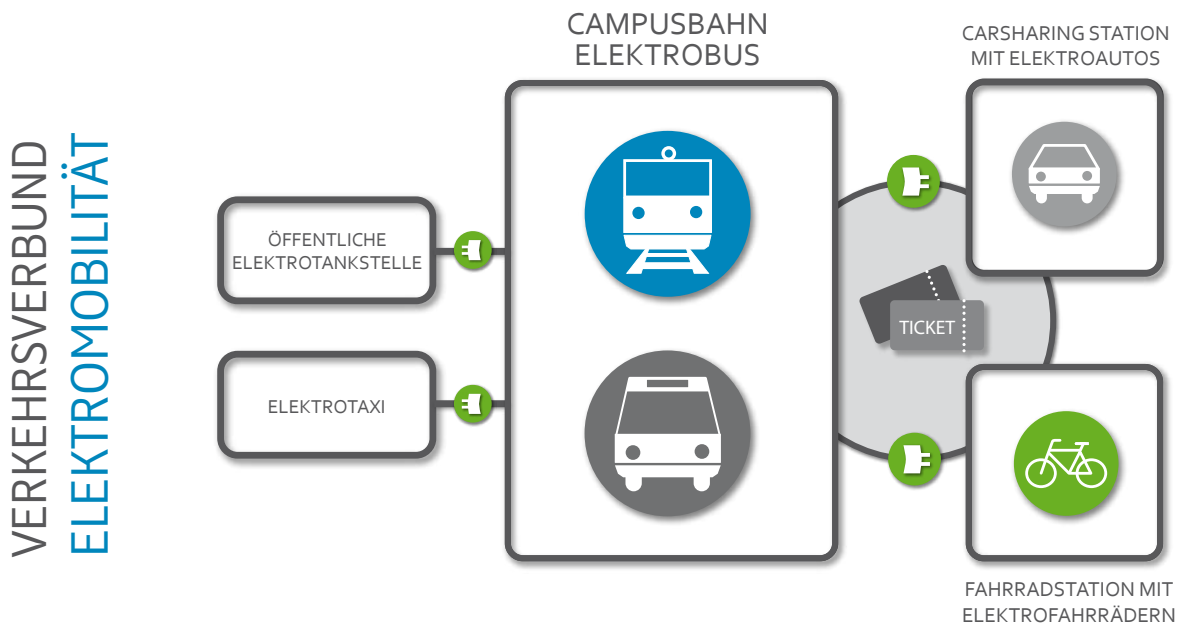 VERKEHRSVERBUND
ELEKTROMOBILITÄT
CAMPUSBAHN
ELEKTROBUS
CARSHARING STATION
MIT ELEKTROAUTOS
ÖFFENTLICHE
ELEKTROTANKSTELLE
ELEKTROTAXI
TICKET
FAHRRADSTATION MIT
ELEKTROFAHRRÄDERN